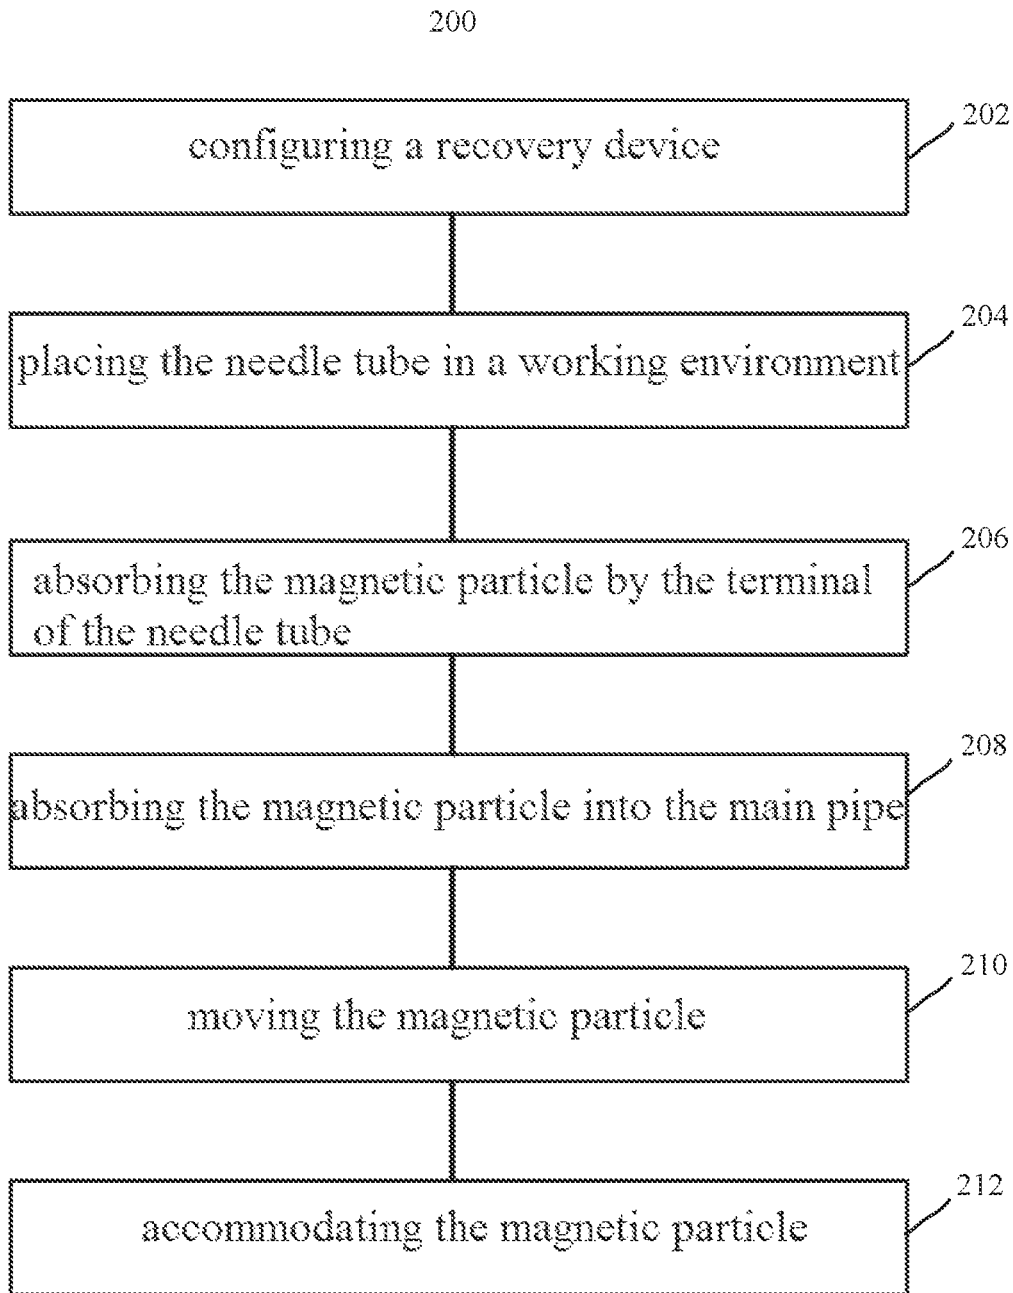 200
configuring a recovery device
202
placing the needle tube in a working environment
204
absorbing the magnetic particle by the terminal
of the needle tube
206
absorbing the magnetic particle into the main pipe
208
moving the magnetic particle
210
accommodating the magnetic particle
212